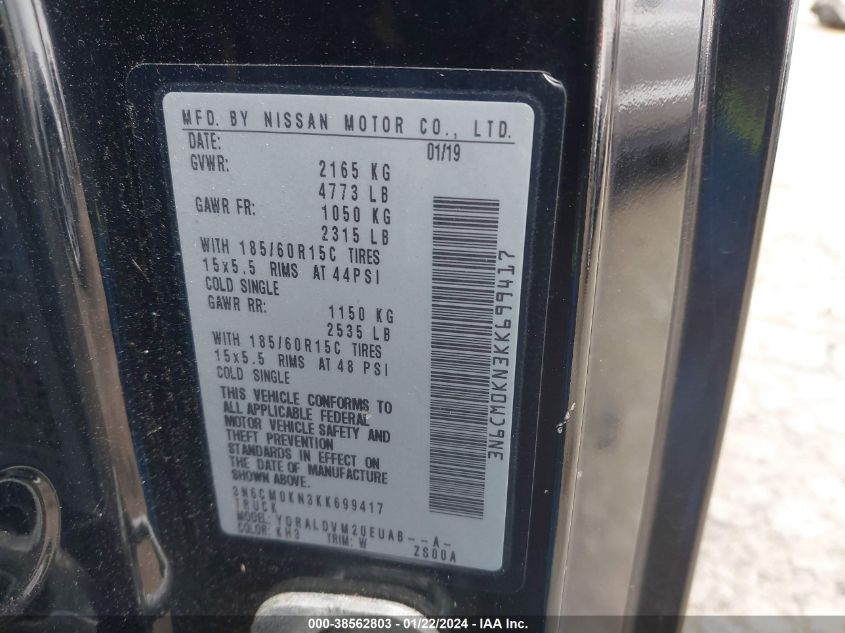 MFD. BY NISSAN MOTOR CO., LTD.
DATE: 01/19
GVWR: 2165 KG
4773 LB
GAWR FR: 1050 KG
2315 LB
WITH 185/60R15C TIRES
15x5.5 RIMS AT 44PSI
COLD SINGLE
GAWR RR: 1150 KG
2535 LB
WITH 185/60R15C TIRES
15x5.5 RIMS AT 48 PSI
COLD SINGLE
THIS VEHICLE CONFORMS TO
ALL APPLICABLE FEDERAL
MOTOR VEHICLE SAFETY AND
THEFT PREVENTION
STANDARDS IN EFFECT ON
THE DATE OF MANUFACTURE
SHOWN ABOVE.
3N6CM0KN3KK699417
TRUCK
MODEL: YDRALDVM20EUAB--A-
COLOR: KH3 TRIM: W ZS00A
3N6CM0KN3KK699417
000-38562803 - 01/22/2024 - IAAI.com